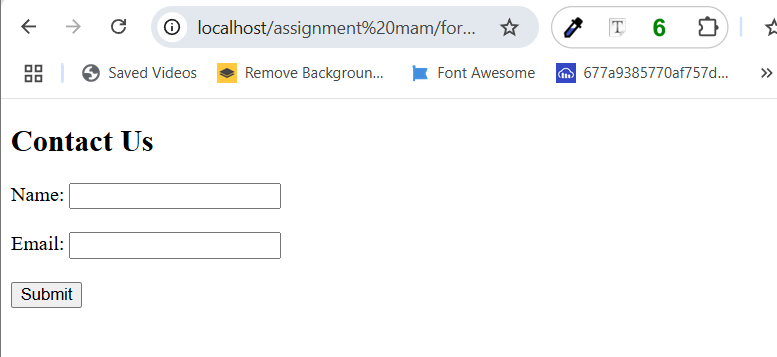 localhost/assignment%20mam/for...
T
6
Saved Videos
Remove Backgroun...
Font Awesome
677a9385770af757d...
Contact Us
Name:
Email:
Submit